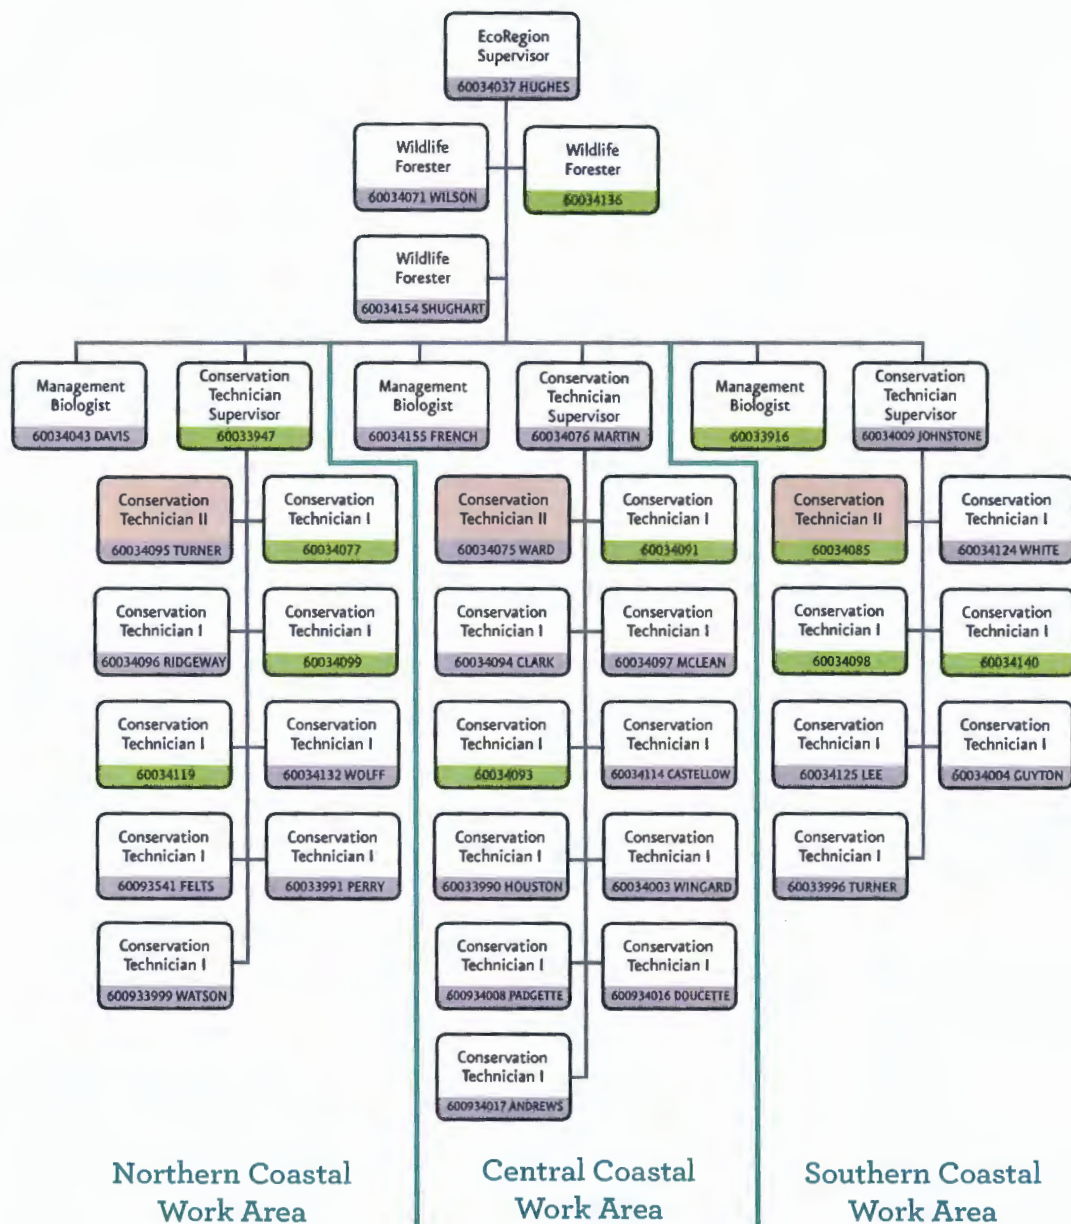 EcoRegion
Supervisor
60034037 HUGHES
Wildlife
Forester
60034071 WILSON
Wildlife
Forester
60034136
Wildlife
Forester
60034154 SHUGHART
Management
Biologist
60034043 DAVIS
Conservation
Technician
Supervisor
60033947
Management
Biologist
60034155 FRENCH
Conservation
Technician
Supervisor
60034076 MARTIN
Management
Biologist
60033916
Conservation
Technician
Supervisor
60034009 JOHNSTONE
Conservation
Technician II
60034095 TURNER
Conservation
Technician I
60034077
Conservation
Technician I
60034096 RIDGEWAY
Conservation
Technician I
60034099
Conservation
Technician I
60034119
Conservation
Technician I
60034132 WOLFF
Conservation
Technician I
60093541 FELTS
Conservation
Technician I
60033991 PERRY
Conservation
Technician I
600933999 WATSON
Conservation
Technician II
60034075 WARD
Conservation
Technician I
60034091
Conservation
Technician I
60034094 CLARK
Conservation
Technician I
60034097 MCLEAN
Conservation
Technician I
60034093
Conservation
Technician I
60034114 CASTELLOW
Conservation
Technician I
60033990 HOUSTON
Conservation
Technician I
60034003 WINGARD
Conservation
Technician I
600934008 PADGETTE
Conservation
Technician I
600934016 DOUCETTE
Conservation
Technician I
600934017 ANDREWS
Conservation
Technician II
60034085
Conservation
Technician I
60034124 WHITE
Conservation
Technician I
60034098
Conservation
Technician I
60034140
Conservation
Technician I
60034125 LEE
Conservation
Technician I
60034004 GUYTON
Conservation
Technician I
60033996 TURNER
Northern Coastal
Work Area
Central Coastal
Work Area
Southern Coastal
Work Area